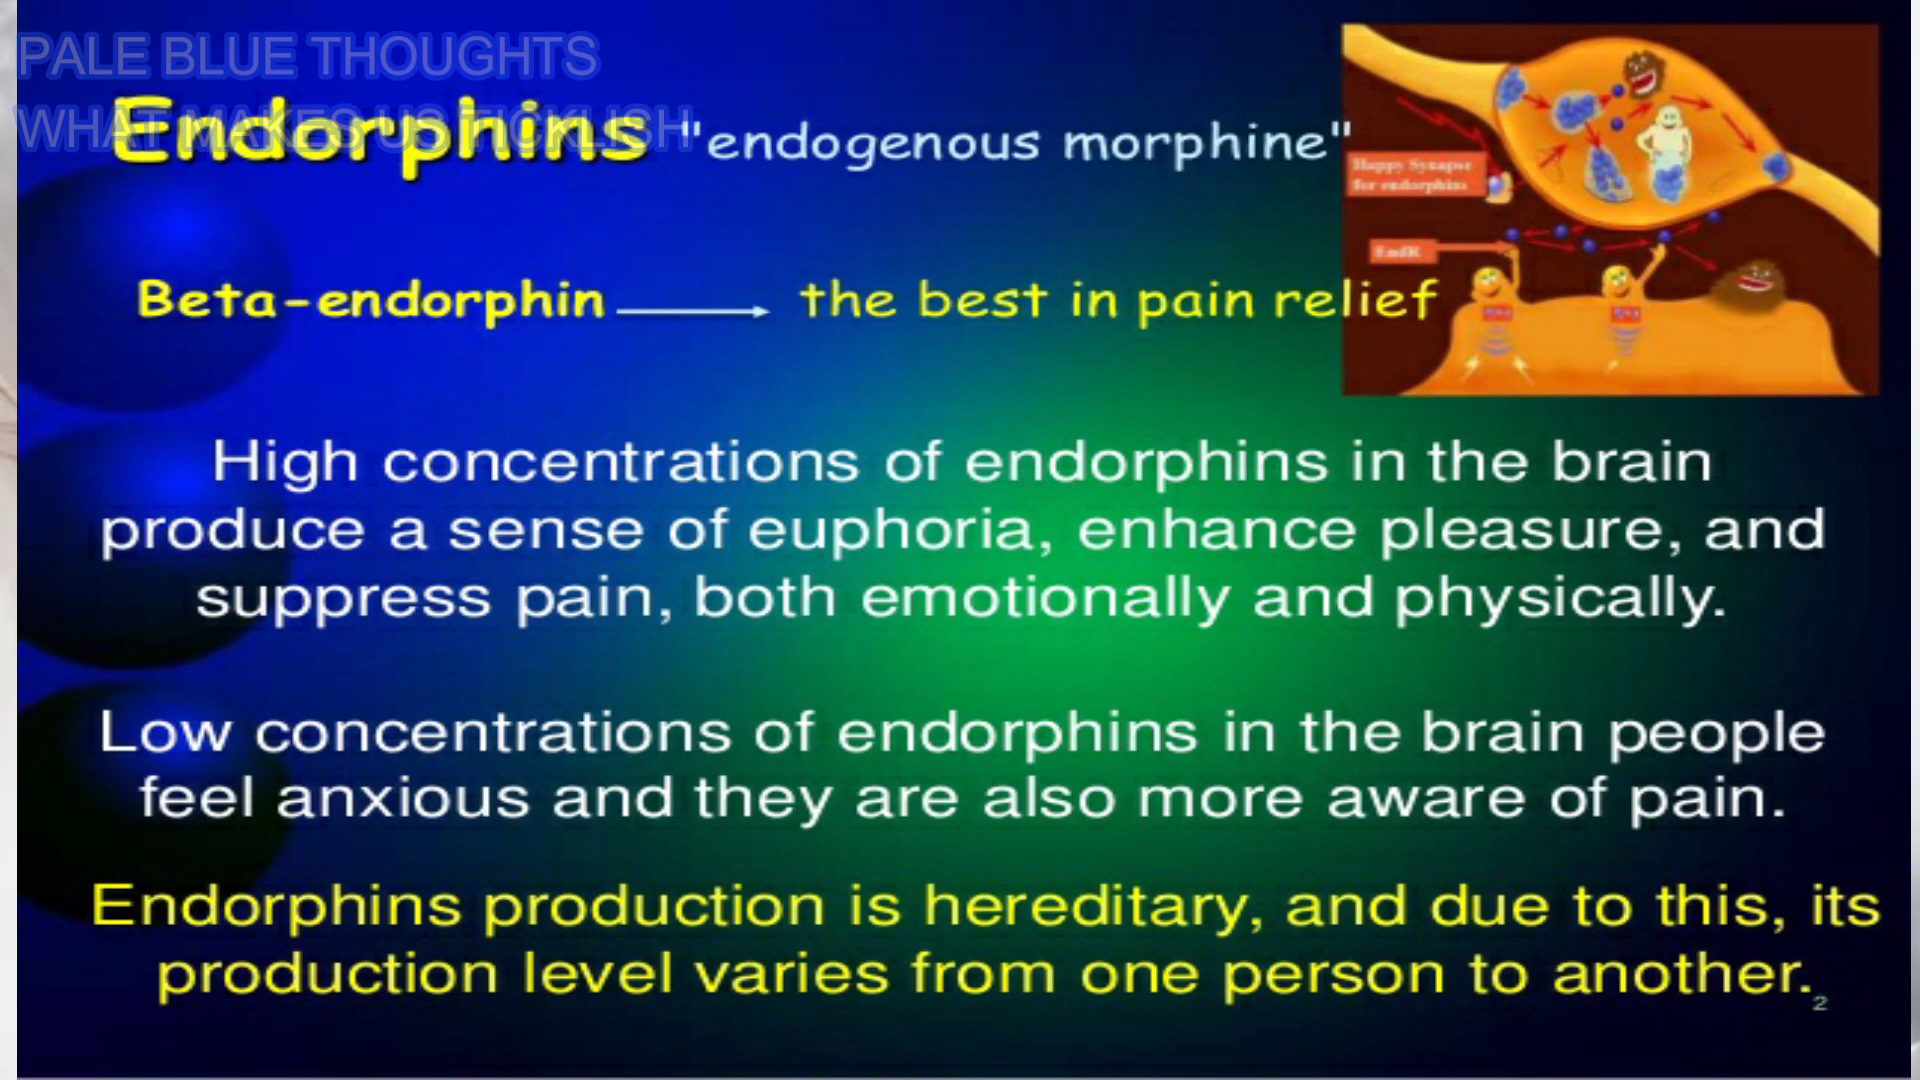 PALE BLUE THOUGHTS
WHAT MAKES US TICKLISH
Endorphins "endogenous morphine"
Happy Synapse
for endorphins
EndR
Beta-endorphin the best in pain relief
High concentrations of endorphins in the brain
produce a sense of euphoria, enhance pleasure, and
suppress pain, both emotionally and physically.
Low concentrations of endorphins in the brain people
feel anxious and they are also more aware of pain.
Endorphins production is hereditary, and due to this, its
production level varies from one person to another.
2